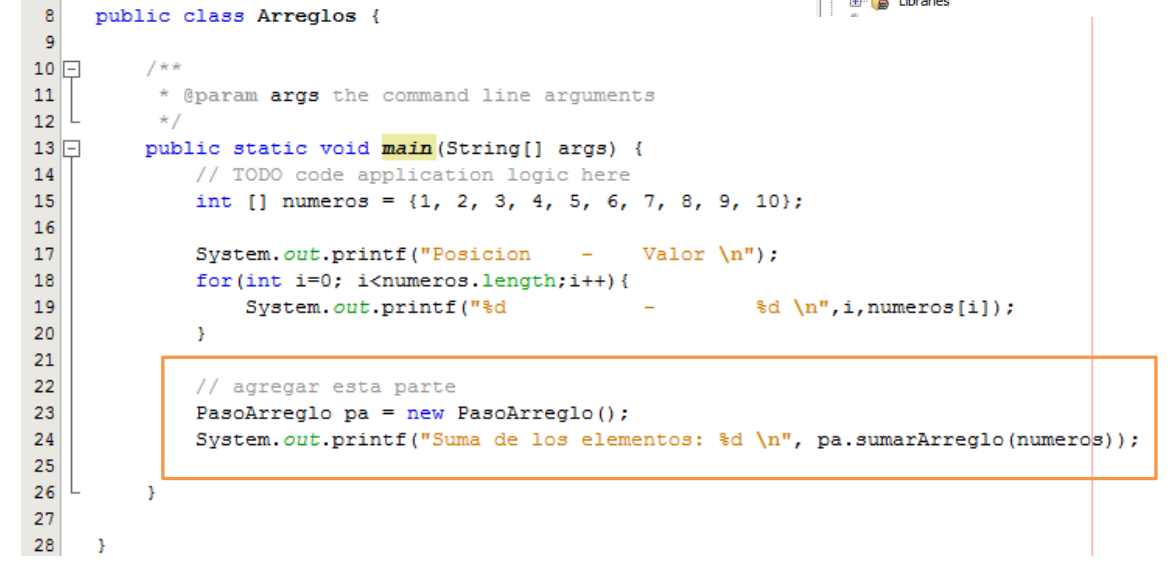 Libraries
8 public class Arreglos {
9
10 /**
11 * @param args the command line arguments
12 */
13 public static void main(String[] args) {
14 // TODO code application logic here
15 int [] numeros = {1, 2, 3, 4, 5, 6, 7, 8, 9, 10};
16
17 System.out.printf("Posicion    -    Valor \n");
18 for(int i=0; i<numeros.length;i++){
19 System.out.printf("%d           -        %d \n",i,numeros[i]);
20 }
21
22 // agregar esta parte
23 PasoArreglo pa = new PasoArreglo();
24 System.out.printf("Suma de los elementos: %d \n", pa.sumarArreglo(numeros));
25
26 }
27
28 }